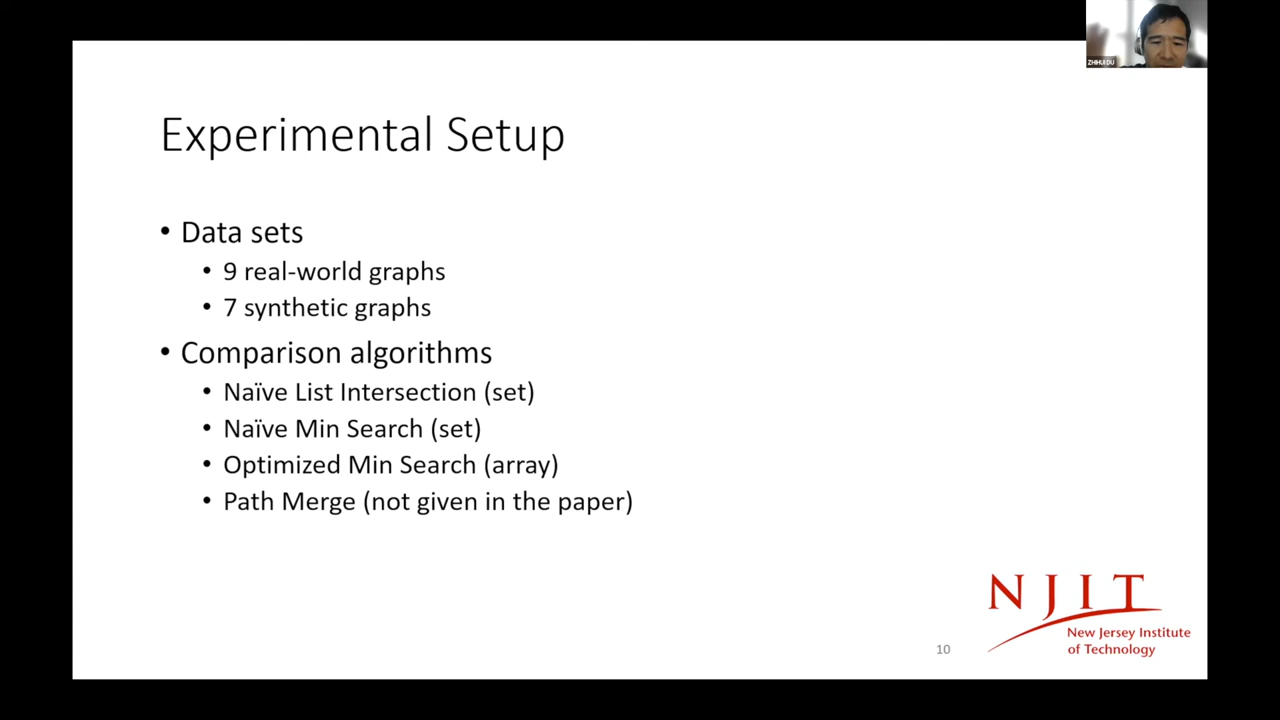 ZHIHUI DU
Experimental Setup
• Data sets
• 9 real-world graphs
• 7 synthetic graphs
• Comparison algorithms
• Naïve List Intersection (set)
• Naïve Min Search (set)
• Optimized Min Search (array)
• Path Merge (not given in the paper)
NJIT
New Jersey Institute
of Technology
10